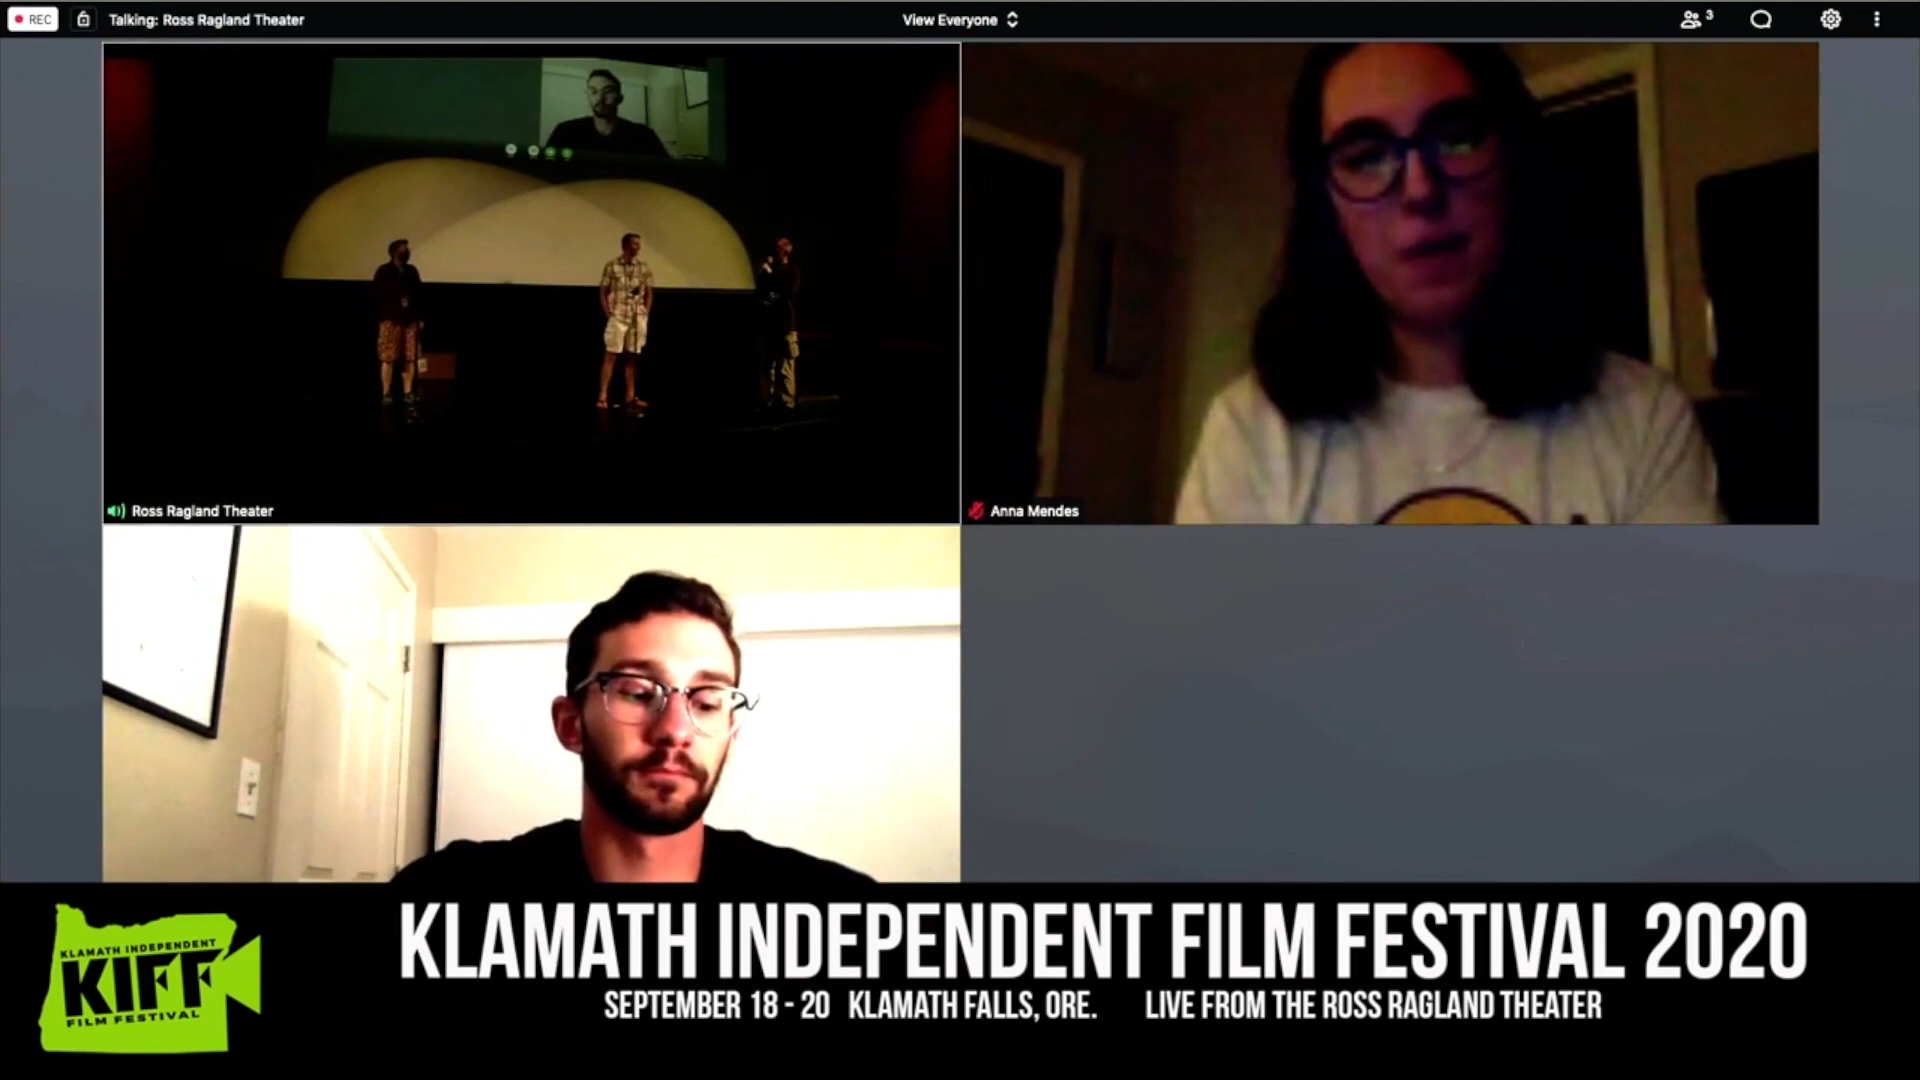 REC
Talking: Ross Ragland Theater
View Everyone
3
Ross Ragland Theater
Anna Mendes
KLAMATH INDEPENDENT
KIFF
FILM FESTIVAL
KLAMATH INDEPENDENT FILM FESTIVAL 2020
SEPTEMBER 18 - 20 KLAMATH FALLS, ORE. LIVE FROM THE ROSS RAGLAND THEATER